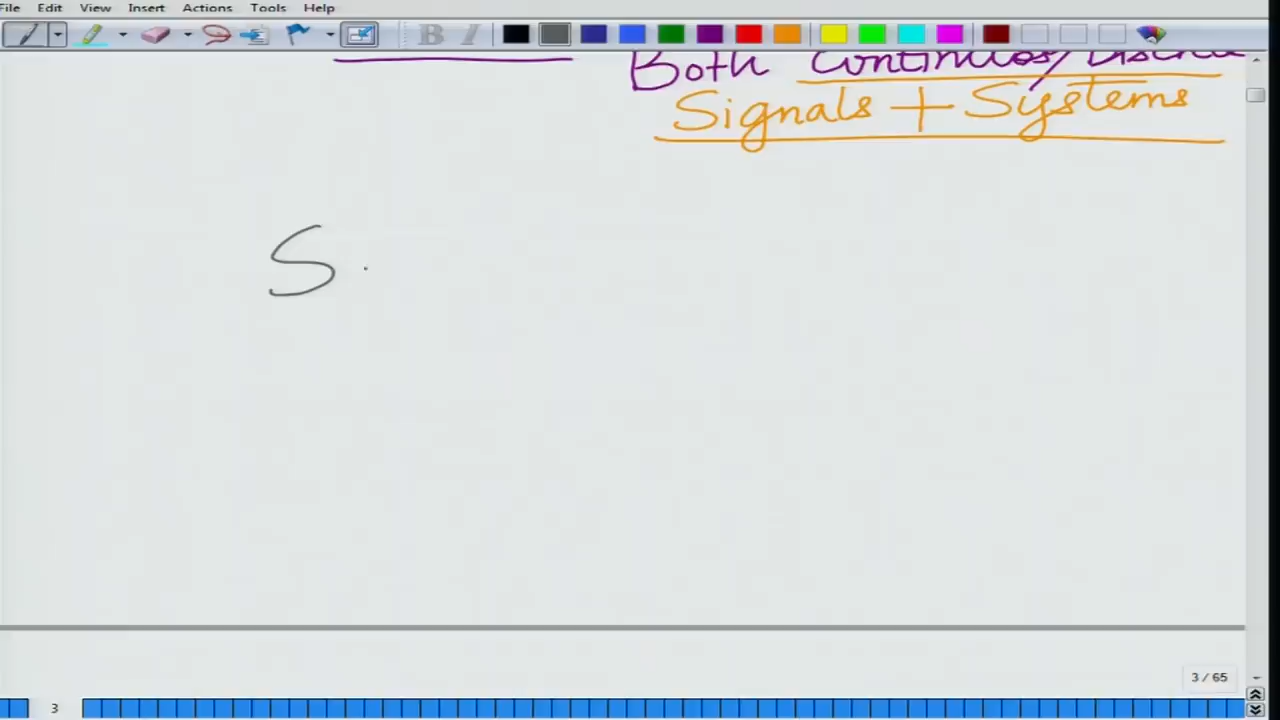 File Edit View Insert Actions Tools Help
B I
Both
Signals + Systems
S
3 / 65
3